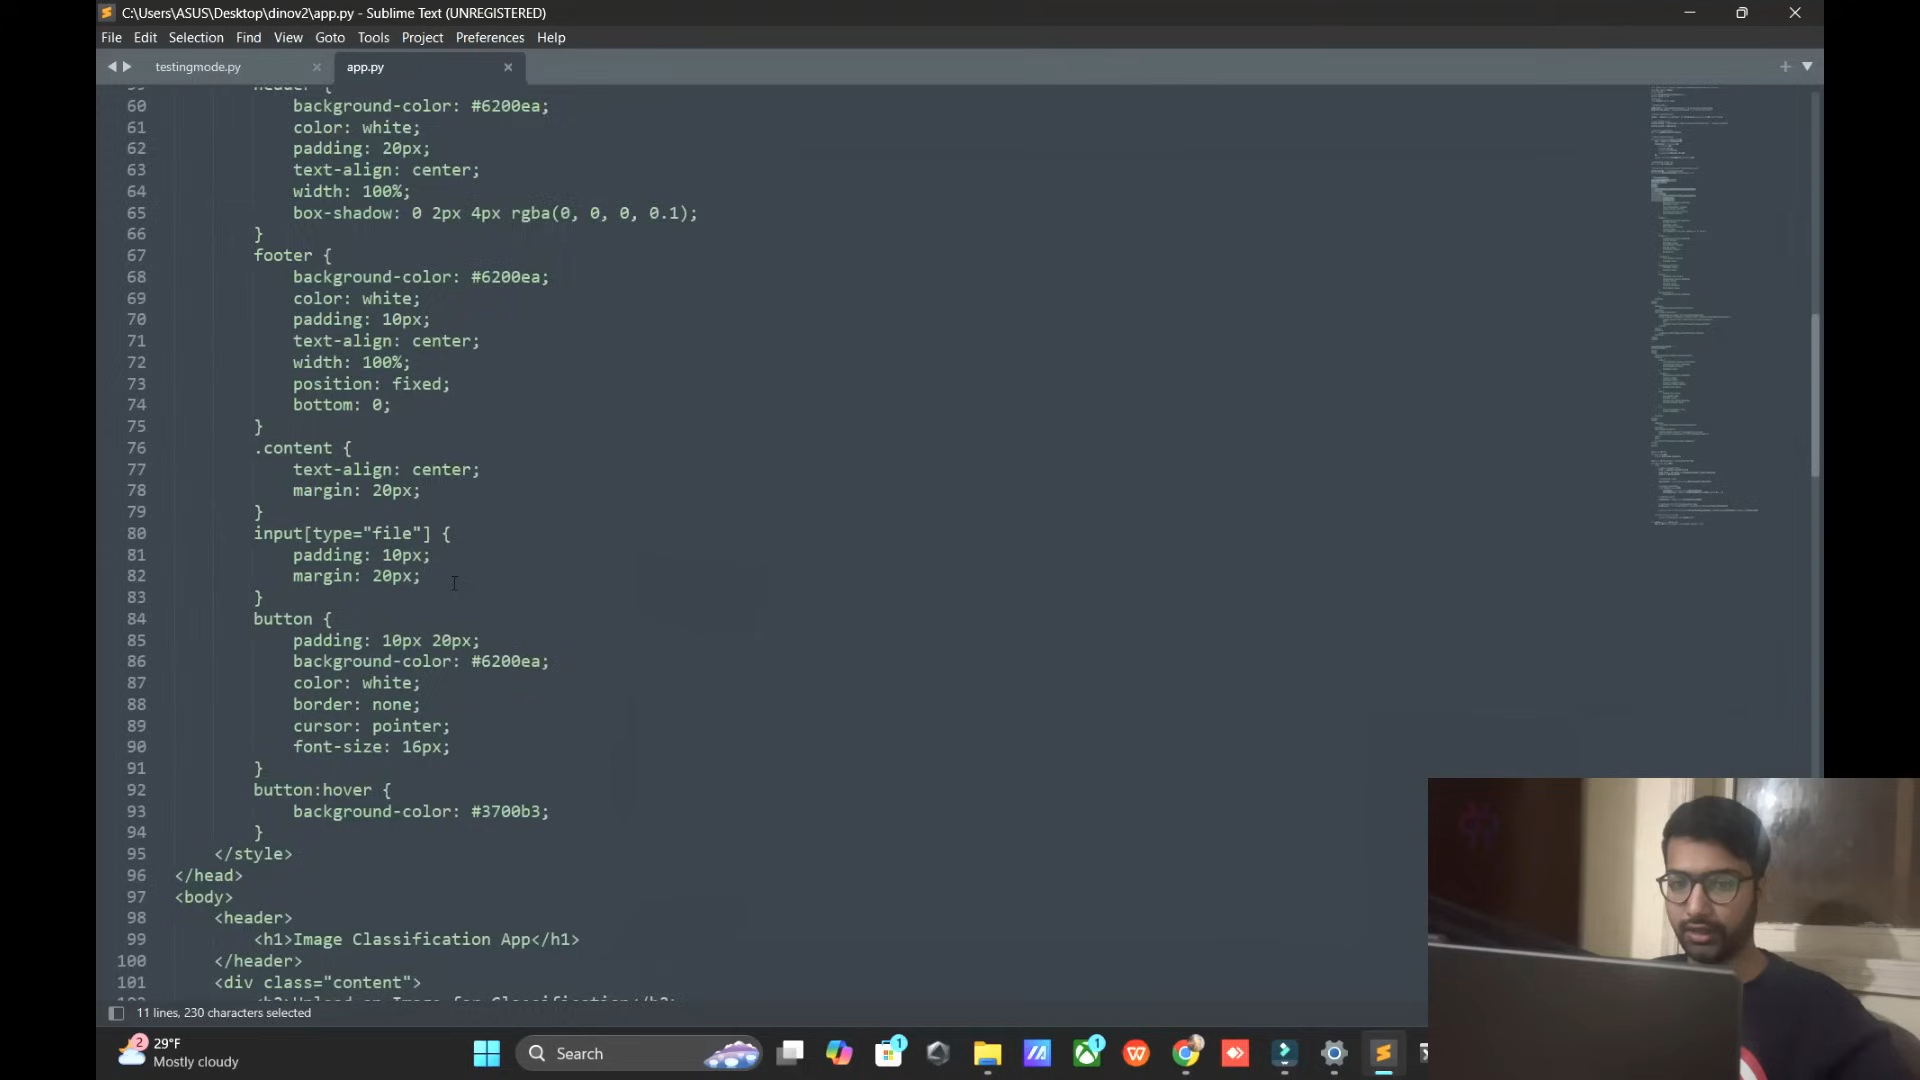 C:\Users\ASUS\Desktop\dinov2\app.py - Sublime Text (UNREGISTERED)
File Edit Selection Find View Goto Tools Project Preferences Help
testingmode.py
app.py
60 background-color: #6200ea;
61 color: white;
62 padding: 20px;
63 text-align: center;
64 width: 100%;
65 box-shadow: 0 2px 4px rgba(0, 0, 0, 0.1);
66 }
67 footer {
68 background-color: #6200ea;
69 color: white;
70 padding: 10px;
71 text-align: center;
72 width: 100%;
73 position: fixed;
74 bottom: 0;
75 }
76 .content {
77 text-align: center;
78 margin: 20px;
79 }
80 input[type="file"] {
81 padding: 10px;
82 margin: 20px;
83 }
84 button {
85 padding: 10px 20px;
86 background-color: #6200ea;
87 color: white;
88 border: none;
89 cursor: pointer;
90 font-size: 16px;
91 }
92 button:hover {
93 background-color: #3700b3;
94 }
95 </style>
96 </head>
97 <body>
98 <header>
99 <h1>Image Classification App</h1>
100 </header>
101 <div class="content">
11 lines, 230 characters selected
2
29°F
Mostly cloudy
Search
1
1